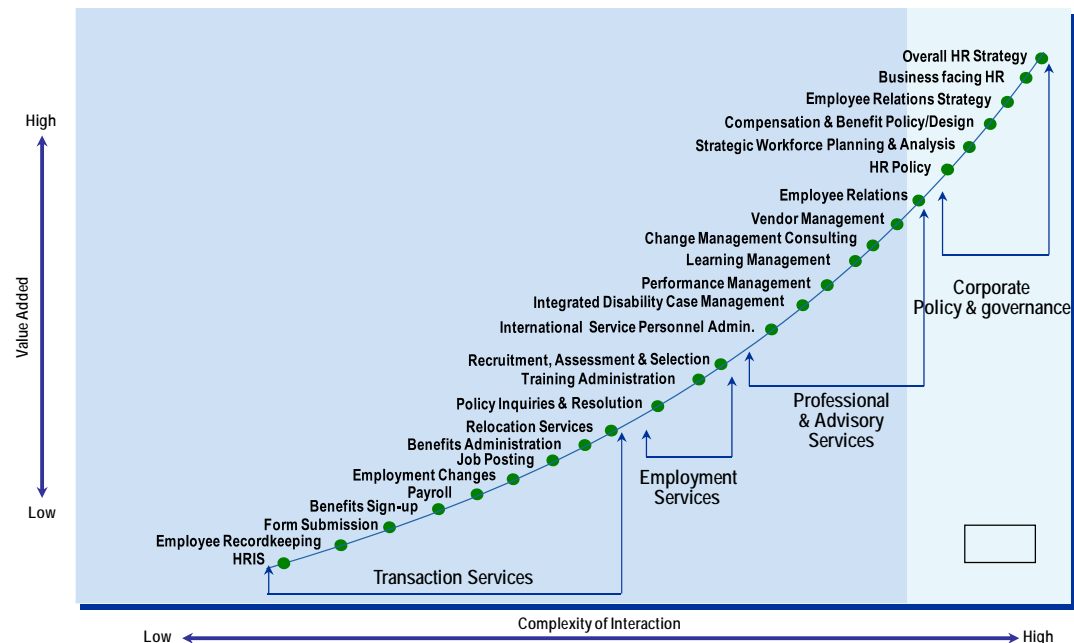 Overall HR Strategy
Business facing HR
Employee Relations Strategy
High
Compensation & Benefit Policy/Design
Strategic Workforce Planning & Analysis
HR Policy
Employee Relations
Vendor Management
Change Management Consulting
Learning Management
Performance Management
Corporate
Policy & governance
Integrated Disability Case Management
International Service Personnel Admin.
Value Added
Recruitment, Assessment & Selection
Training Administration
Professional
& Advisory
Services
Policy Inquiries & Resolution
Relocation Services
Benefits Administration
Job Posting
Employment Changes
Employment
Services
Payroll
Benefits Sign-up
Low
Form Submission
Employee Recordkeeping
HRIS
Transaction Services
Complexity of Interaction
Low
High